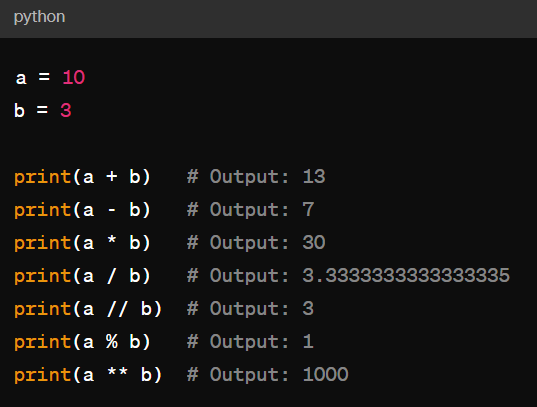 python
a = 10
b = 3
print(a + b)   # Output: 13
print(a - b)   # Output: 7
print(a * b)   # Output: 30
print(a / b)   # Output: 3.3333333333333335
print(a // b)  # Output: 3
print(a % b)   # Output: 1
print(a ** b)  # Output: 1000